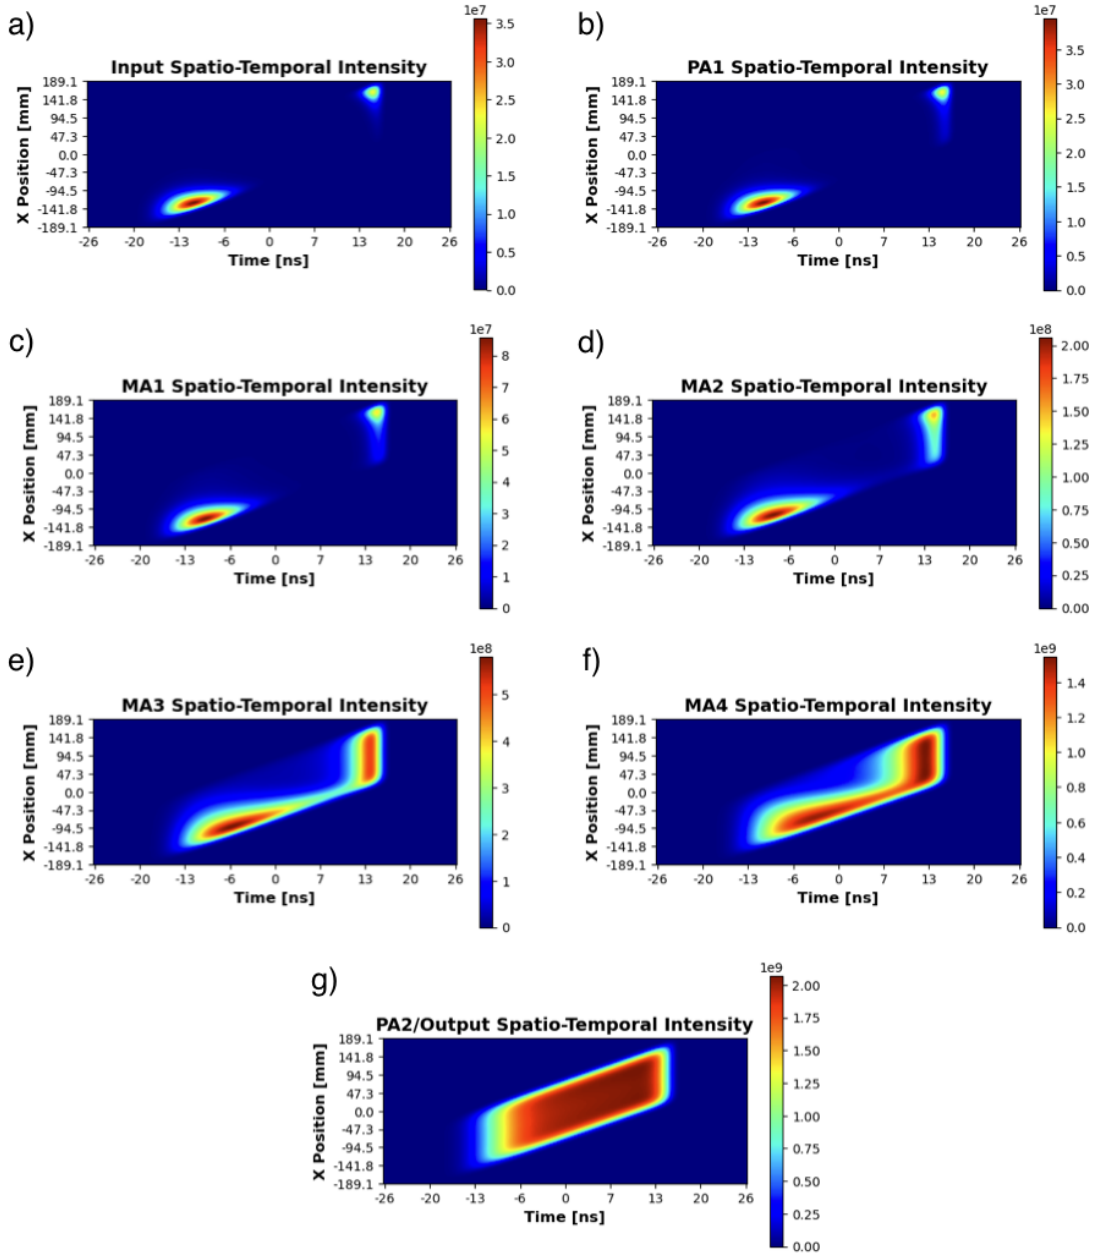 a)
1e7
Input Spatio-Temporal Intensity
X Position [mm]
189.1
141.8
94.5
47.3
0.0
-47.3
-94.5
-141.8
-189.1
-26 -20 -13 -6 0 7 13 20 26
Time [ns]
3.5
3.0
2.5
2.0
1.5
1.0
0.5
0.0
b)
1e7
PA1 Spatio-Temporal Intensity
X Position [mm]
189.1
141.8
94.5
47.3
0.0
-47.3
-94.5
-141.8
-189.1
-26 -20 -13 -6 0 7 13 20 26
Time [ns]
3.5
3.0
2.5
2.0
1.5
1.0
0.5
0.0
c)
1e7
MA1 Spatio-Temporal Intensity
X Position [mm]
189.1
141.8
94.5
47.3
0.0
-47.3
-94.5
-141.8
-189.1
-26 -20 -13 -6 0 7 13 20 26
Time [ns]
8
7
6
5
4
3
2
1
0
d)
1e8
MA2 Spatio-Temporal Intensity
X Position [mm]
189.1
141.8
94.5
47.3
0.0
-47.3
-94.5
-141.8
-189.1
-26 -20 -13 -6 0 7 13 20 26
Time [ns]
2.00
1.75
1.50
1.25
1.00
0.75
0.50
0.25
0.00
e)
1e8
MA3 Spatio-Temporal Intensity
X Position [mm]
189.1
141.8
94.5
47.3
0.0
-47.3
-94.5
-141.8
-189.1
-26 -20 -13 -6 0 7 13 20 26
Time [ns]
5
4
3
2
1
0
f)
1e9
MA4 Spatio-Temporal Intensity
X Position [mm]
189.1
141.8
94.5
47.3
0.0
-47.3
-94.5
-141.8
-189.1
-26 -20 -13 -6 0 7 13 20 26
Time [ns]
1.4
1.2
1.0
0.8
0.6
0.4
0.2
0.0
g)
1e9
PA2/Output Spatio-Temporal Intensity
X Position [mm]
189.1
141.8
94.5
47.3
0.0
-47.3
-94.5
-141.8
-189.1
-26 -20 -13 -6 0 7 13 20 26
Time [ns]
2.00
1.75
1.50
1.25
1.00
0.75
0.50
0.25
0.00